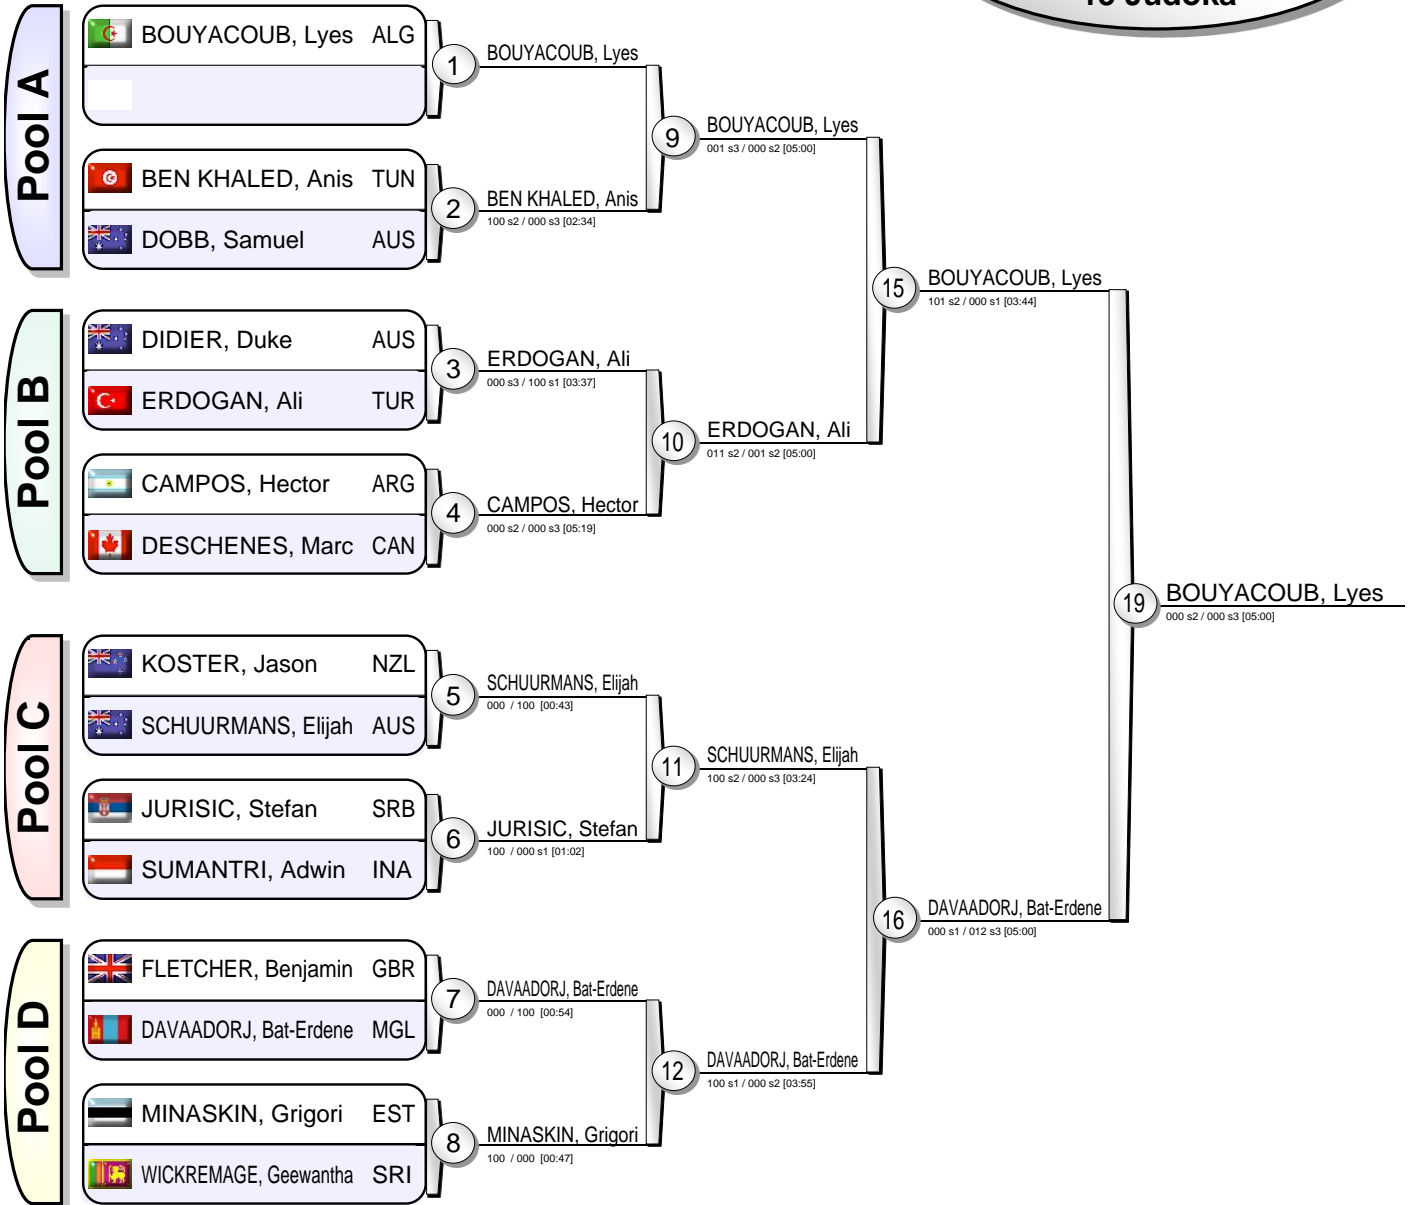 15 Judoka
Pool A
BOUYACOUB, Lyes ALG
BEN KHALED, Anis TUN
DOBB, Samuel AUS
Pool B
DIDIER, Duke AUS
ERDOGAN, Ali TUR
CAMPOS, Hector ARG
DESCHENES, Marc CAN
Pool C
KOSTER, Jason NZL
SCHUURMANS, Elijah AUS
JURISIC, Stefan SRB
SUMANTRI, Adwin INA
Pool D
FLETCHER, Benjamin GBR
DAVAADORJ, Bat-Erdene MGL
MINASKIN, Grigori EST
WICKREMAGE, Geewantha SRI
1
BOUYACOUB, Lyes
2
BEN KHALED, Anis
100 s2 / 000 s3 [02:34]
3
ERDOGAN, Ali
000 s3 / 100 s1 [03:37]
4
CAMPOS, Hector
000 s2 / 000 s3 [05:19]
5
SCHUURMANS, Elijah
000 / 100 [00:43]
6
JURISIC, Stefan
100 / 000 s1 [01:02]
7
DAVAADORJ, Bat-Erdene
000 / 100 [00:54]
8
MINASKIN, Grigori
100 / 000 [00:47]
9
BOUYACOUB, Lyes
001 s3 / 000 s2 [05:00]
10
ERDOGAN, Ali
011 s2 / 001 s2 [05:00]
11
SCHUURMANS, Elijah
100 s2 / 000 s3 [03:24]
12
DAVAADORJ, Bat-Erdene
100 s1 / 000 s2 [03:55]
15
BOUYACOUB, Lyes
101 s2 / 000 s1 [03:44]
16
DAVAADORJ, Bat-Erdene
000 s1 / 012 s3 [05:00]
19
BOUYACOUB, Lyes
000 s2 / 000 s3 [05:00]